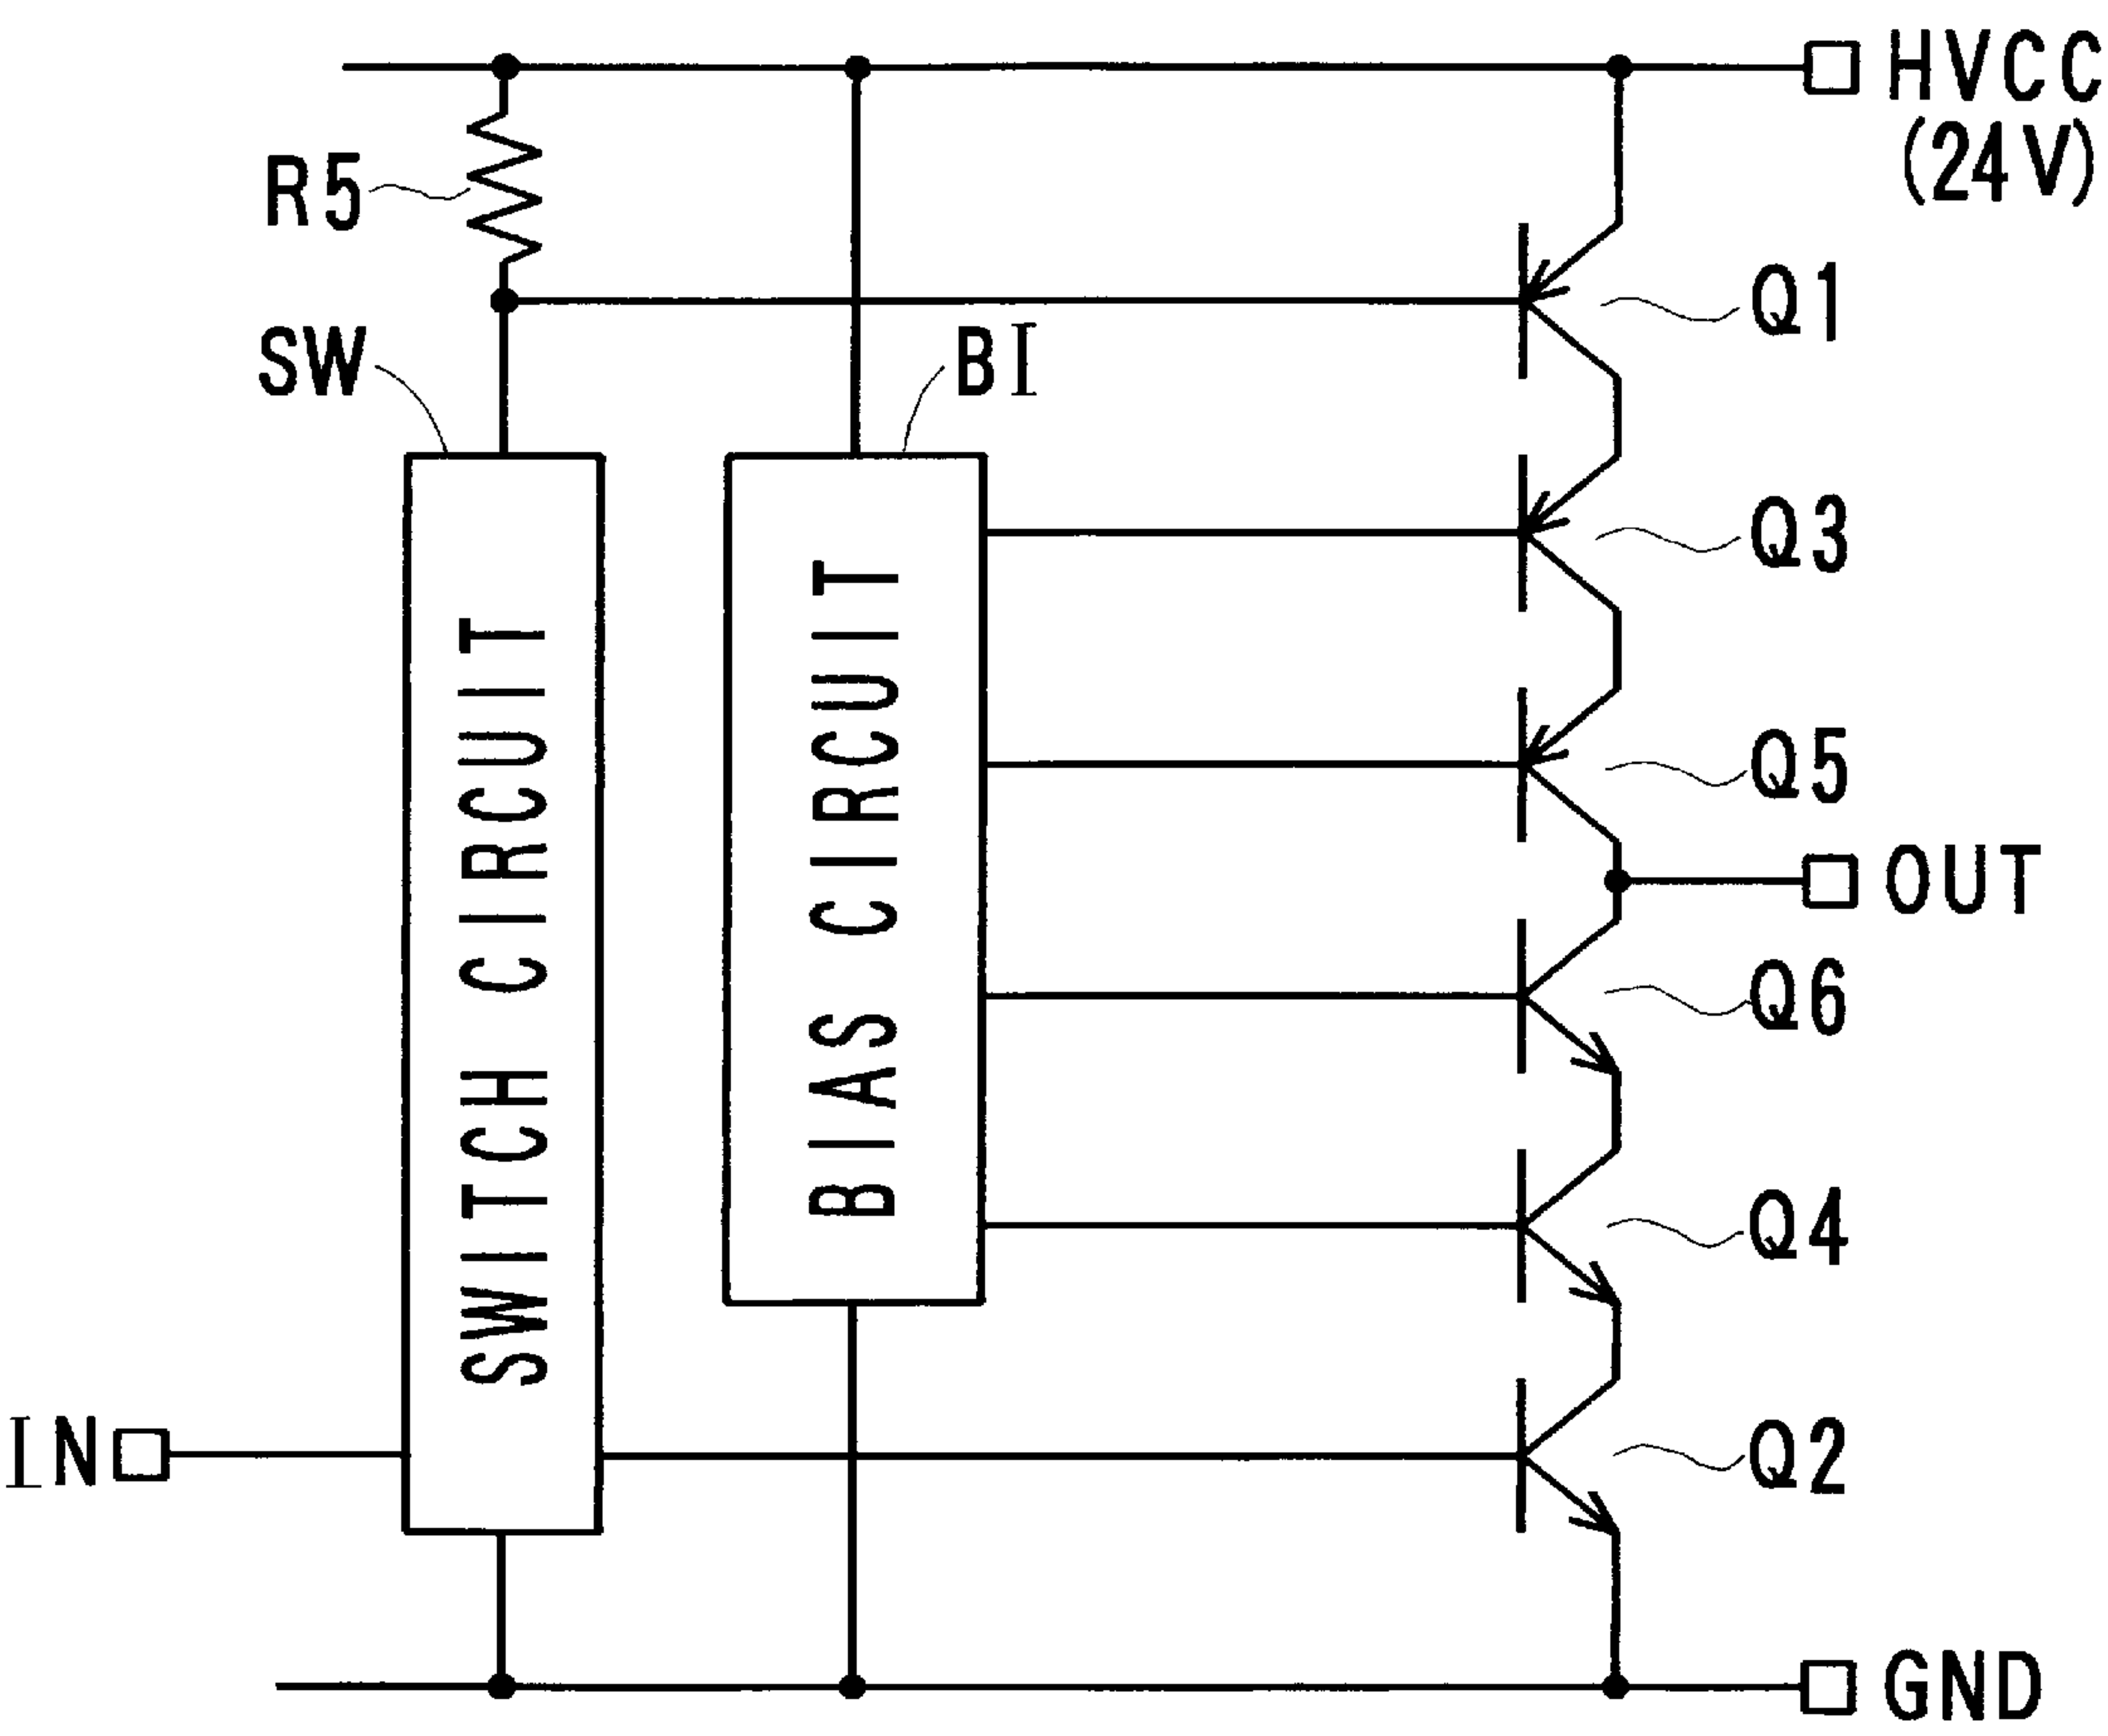 HVCC
(24V)
R5
Q1
SW
BI
Q3
Q5
OUT
SWITCH CIRCUIT
BIAS CIRCUIT
Q6
Q4
IN
Q2
GND